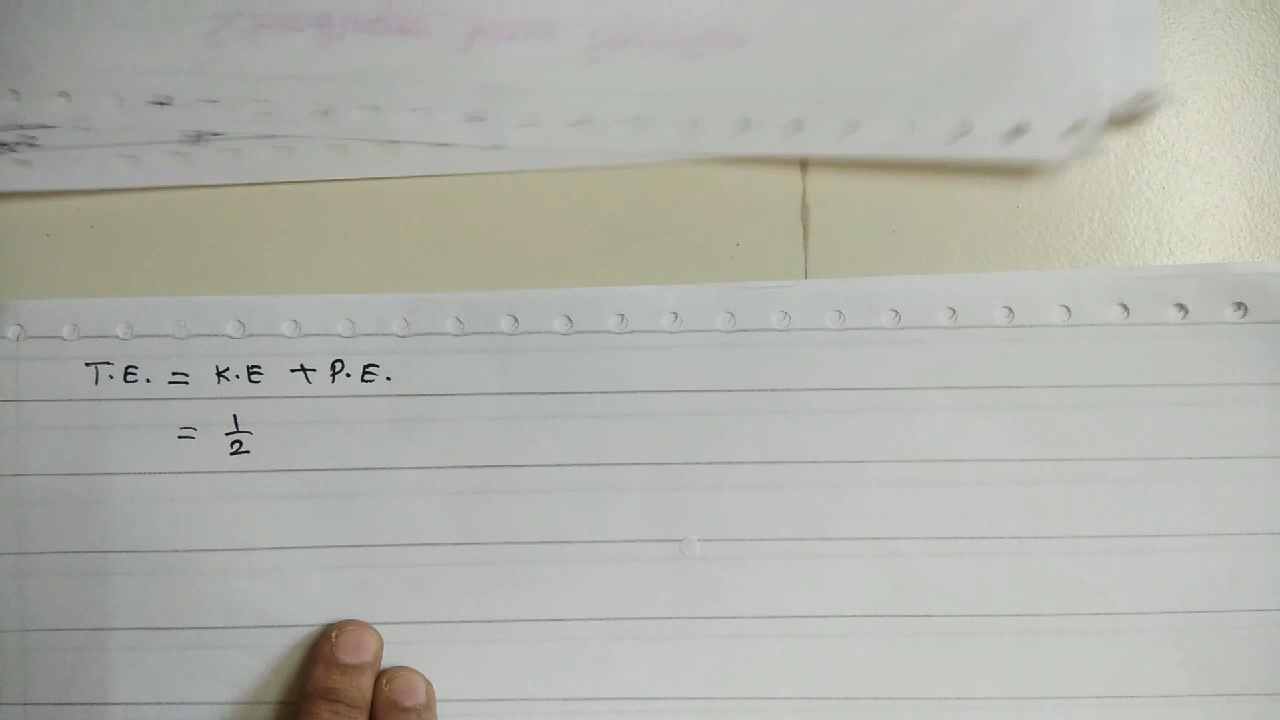 T.E. = K.E + P.E.
= 1/2